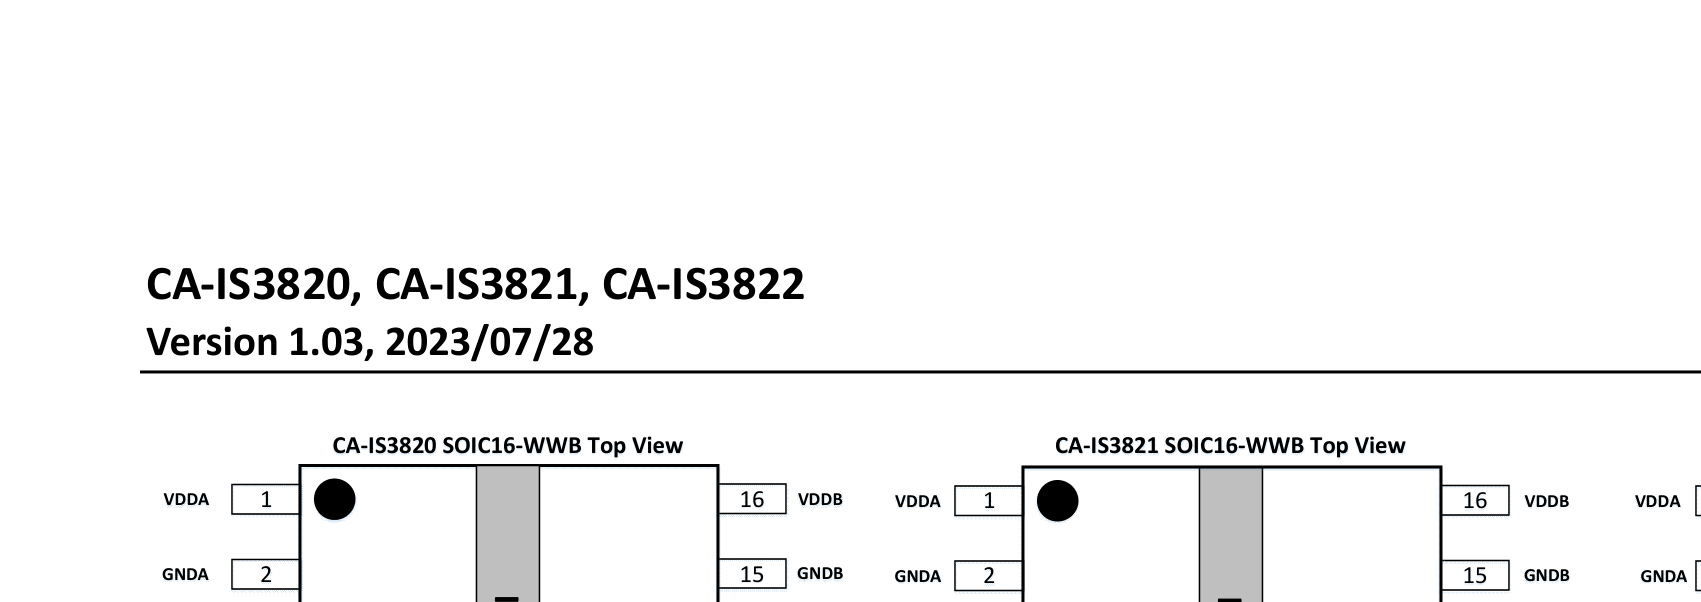 CA-IS3820, CA-IS3821, CA-IS3822
Version 1.03, 2023/07/28
CA-IS3820 SOIC16-WWB Top View
CA-IS3821 SOIC16-WWB Top View
VDDA 1 16 VDDB
VDDA 1 16 VDDB
VDDA
GNDA 2 15 GNDB
GNDA 2 15 GNDB
GNDA